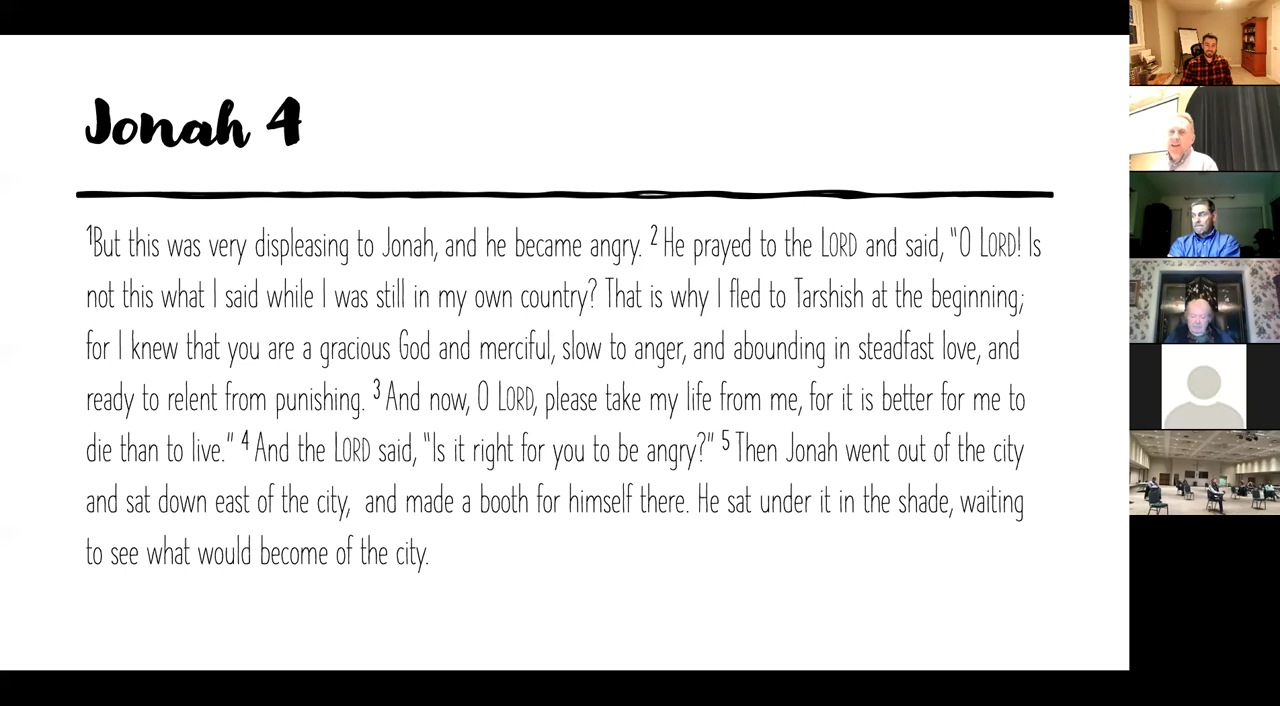 Jonah 4
¹But this was very displeasing to Jonah, and he became angry. ² He prayed to the LORD and said, "O LORD! Is
not this what I said while I was still in my own country? That is why I fled to Tarshish at the beginning;
for I knew that you are a gracious God and merciful, slow to anger, and abounding in steadfast love, and
ready to relent from punishing. ³ And now, O LORD, please take my life from me, for it is better for me to
die than to live." ⁴ And the LORD said, "Is it right for you to be angry?" ⁵ Then Jonah went out of the city
and sat down east of the city, and made a booth for himself there. He sat under it in the shade, waiting
to see what would become of the city.